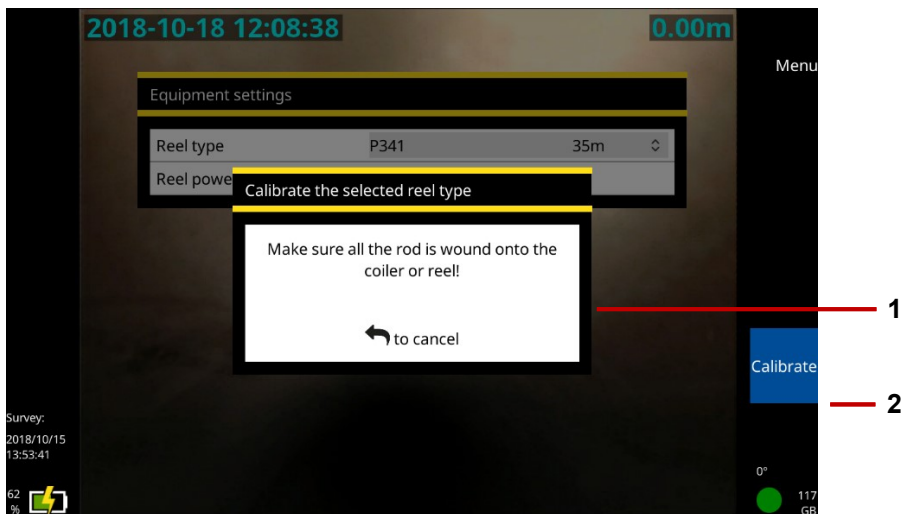 2018-10-18 12:08:38 0.00m
Menu
Equipment settings
Reel type P341 35m
Reel powe
Calibrate the selected reel type
Make sure all the rod is wound onto the
coiler or reel!
to cancel
1
Calibrate
2
Survey:
2018/10/15
13:53:41
0°
62
%
117
GB